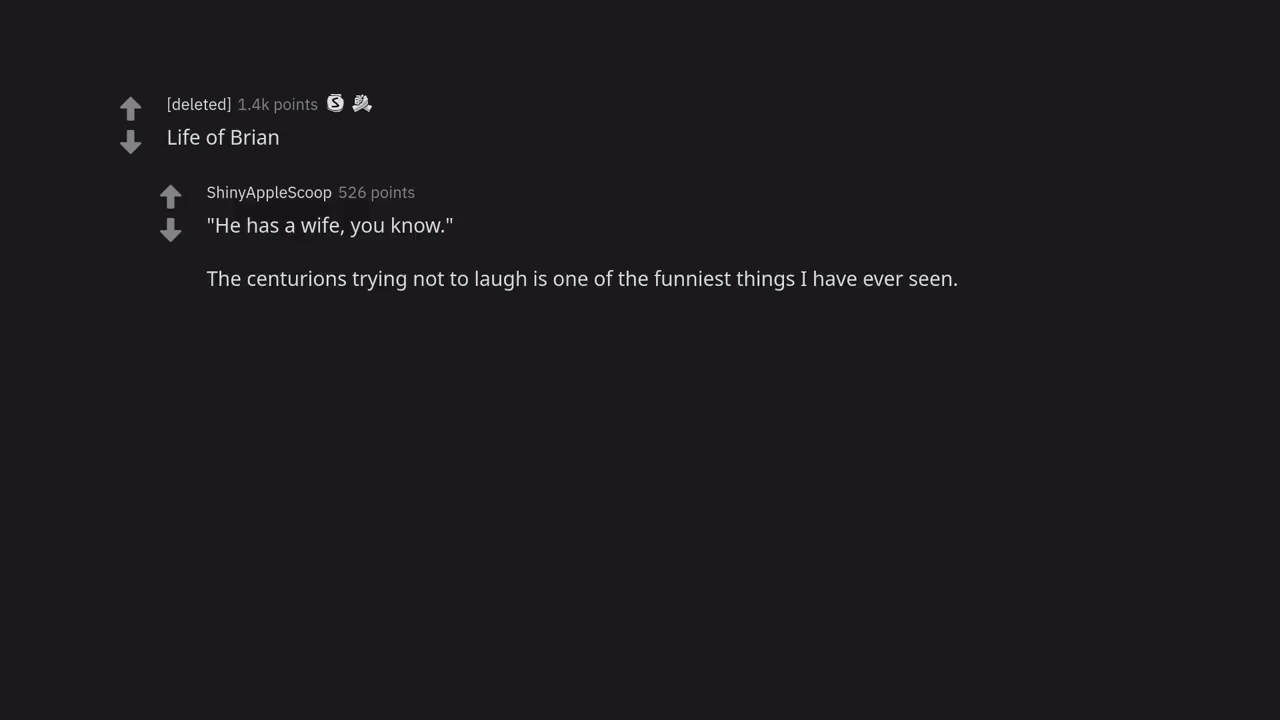 [deleted] 1.4k points
Life of Brian
ShinyAppleScoop 526 points
"He has a wife, you know."
The centurions trying not to laugh is one of the funniest things I have ever seen.